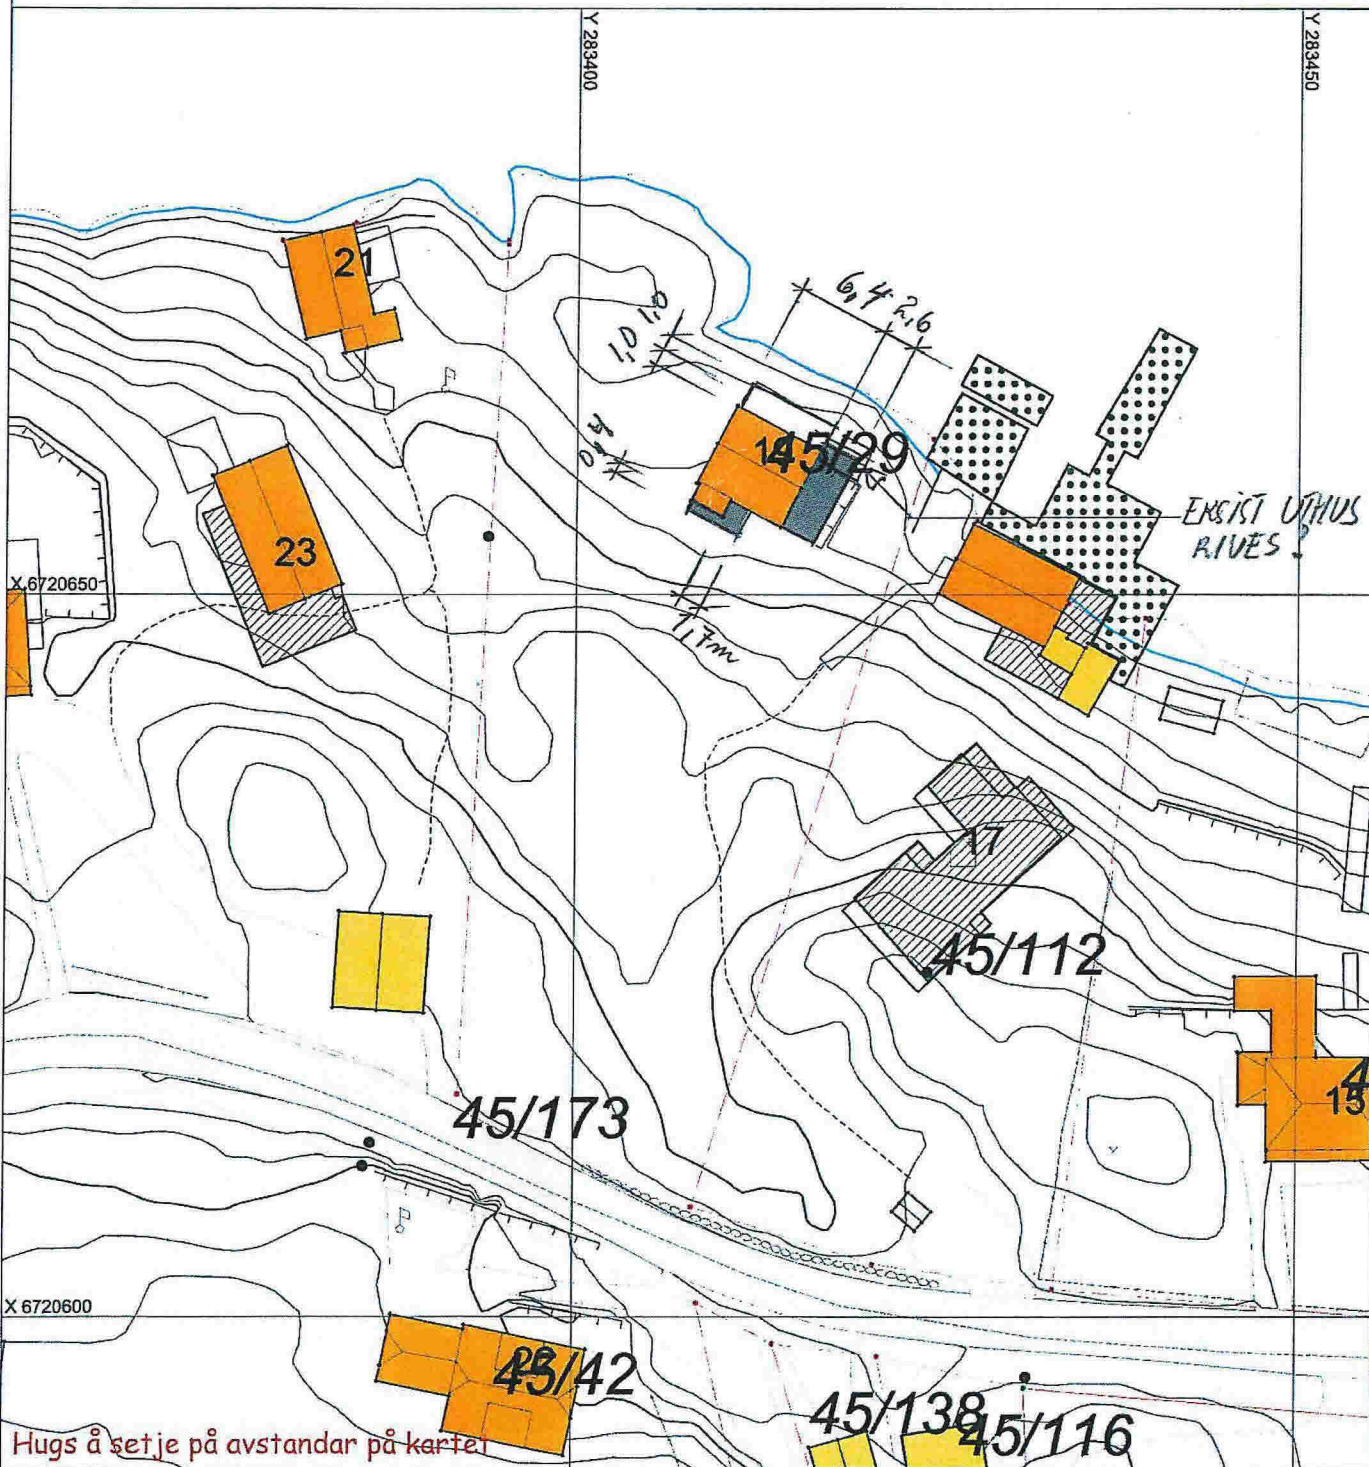 Y 283400
Y 283450
21
6,4 2,6
1,0 1,0
0,4
45/29
23
EKSIST UTHUS
RIVES !
X 6720650
1,7m
17
45/112
15
45/173
X 6720600
45/42
45/138
45/116
Hugs å setje på avstandar på kartet